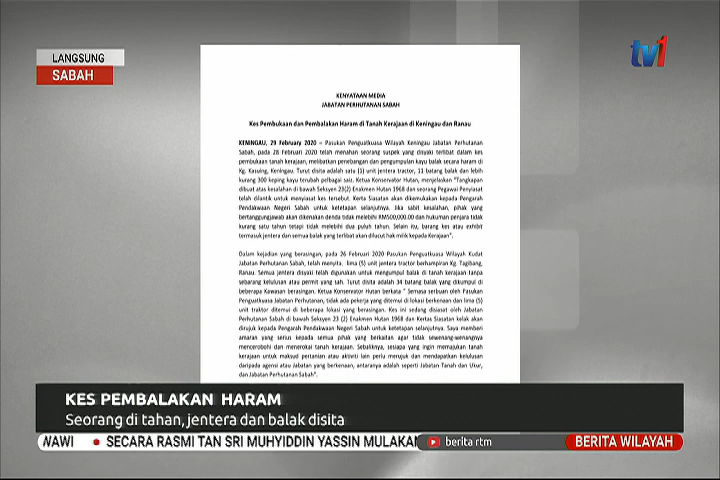 LANGSUNG
SABAH
tv1
KENYATAAN MEDIA
JABATAN PERHUTANAN SABAH
Kes Pembukaan dan Pembalakan Haram di Tanah Kerajaan di Keningau dan Ranau
KENINGAU, 29 February 2020 – Pasukan Penguatkuasa Wilayah Keningau Jabatan Perhutanan
Sabah, pada 28 Februari 2020 telah menahan seorang suspek yang disyaki terlibat dalam kes
pembukaan tanah kerajaan, melibatkan penebangan dan pengumpulan kayu balak secara haram di
Kg. Kasuing, Keningau. Turut disita adalah satu (1) unit jentera tractor, 11 batang balak dan lebih
kurang 300 keping kayu terubah pelbagai saiz. Ketua Konservator Hutan, menjelaskan "Tangkapan
dibuat atas kesalahan di bawah Seksyen 23(2) Enakmen Hutan 1968 dan seorang Pegawai Penyiasat
telah dilantik untuk menyiasat kes tersebut. Kerta Siasatan akan dikemukakan kepada Pengarah
Pendakwaan Negeri Sabah untuk ketetapan selanjutnya. Jika sabit kesalahan, pihak yang
bertanggungjawab akan dikenakan denda tidak melebihi RM500,000.00 dan hukuman penjara tidak
kurang satu tahun tetapi tidak melebihi dua puluh tahun. Selain itu, barang kes atau exhibit
termasuk jentera dan semua balak yang terlibat akan dilucut hak milik kepada Kerajaan".
Dalam kejadian yang berasingan, pada 26 Februari 2020 Pasukan Penguatkuasa Wilayah Kudat
Jabatan Perhutanan Sabah, telah menyita. lima (5) unit jentera berhampiran Kg. Tagibang,
Ranau. Semua jentera disyaki telah digunakan untuk mengumpul balak di tanah kerajaan tanpa
sebarang kelulusan atau permit yang sah. Turut disita adalah 34 batang balak yang dikumpul di
beberapa Kawasan berasingan. Ketua Konservator Hutan berkata " Semasa serbuan oleh Pasukan
Penguatkuasa Jabatan Perhutanan, tidak ada pekerja yang ditemui di lokasi berkenaan dan lima (5)
unit traktor ditemui di beberapa lokasi yang berasingan. Kes ini sedang disiasat oleh Jabatan
Perhutanan Sabah di bawah Seksyen 23 (2) Enakmen Hutan 1968 dan Kertas Siasatan kelak akan
dirujuk kepada Pengarah Pendakwaan Negeri Sabah untuk ketetapan selanjutnya. Saya memberi
amaran yang serius kepada semua pihak yang berkaitan agar tidak sewenang-wenangnya
mencerobohi dan menerokai tanah kerajaan. Sebaliknya, sesiapa yang ingin memajukan tanah
kerajaan untuk maksud pertanian atau aktiviti lain perlu merujuk dan mendapatkan kelulusan
daripada agensi atau Jabatan yang berkenaan, antaranya adalah seperti Jabatan Tanah dan Ukur,
dan Jabatan Perhutanan Sabah".
KES PEMBALAKAN HARAM
Seorang di tahan, jentera dan balak disita
NAWI • SECARA RASMI TAN SRI MUHYIDDIN YASSIN MULAKAN
berita rtm
BERITA WILAYAH